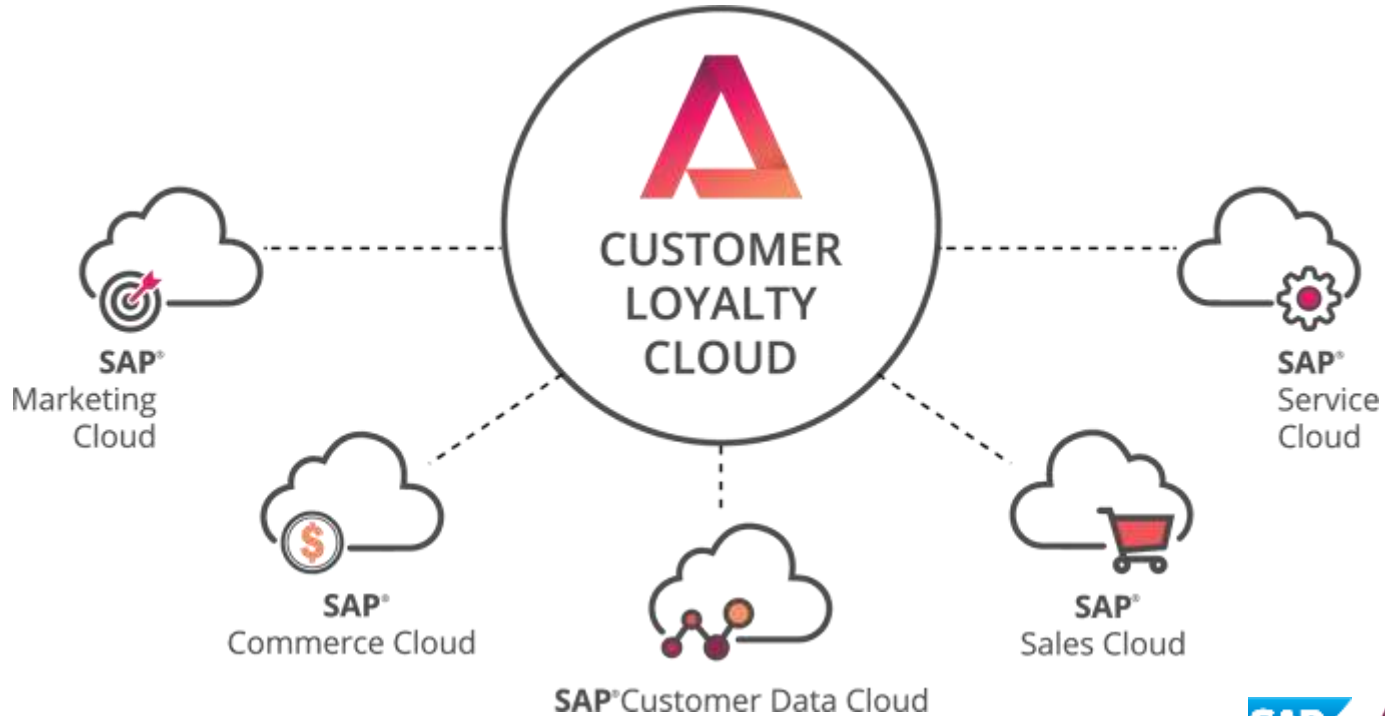 CUSTOMER
LOYALTY
CLOUD
SAP®
Marketing
Cloud
SAP®
Service
Cloud
$
SAP®
Commerce Cloud
SAP®
Sales Cloud
SAP® Customer Data Cloud
SAP